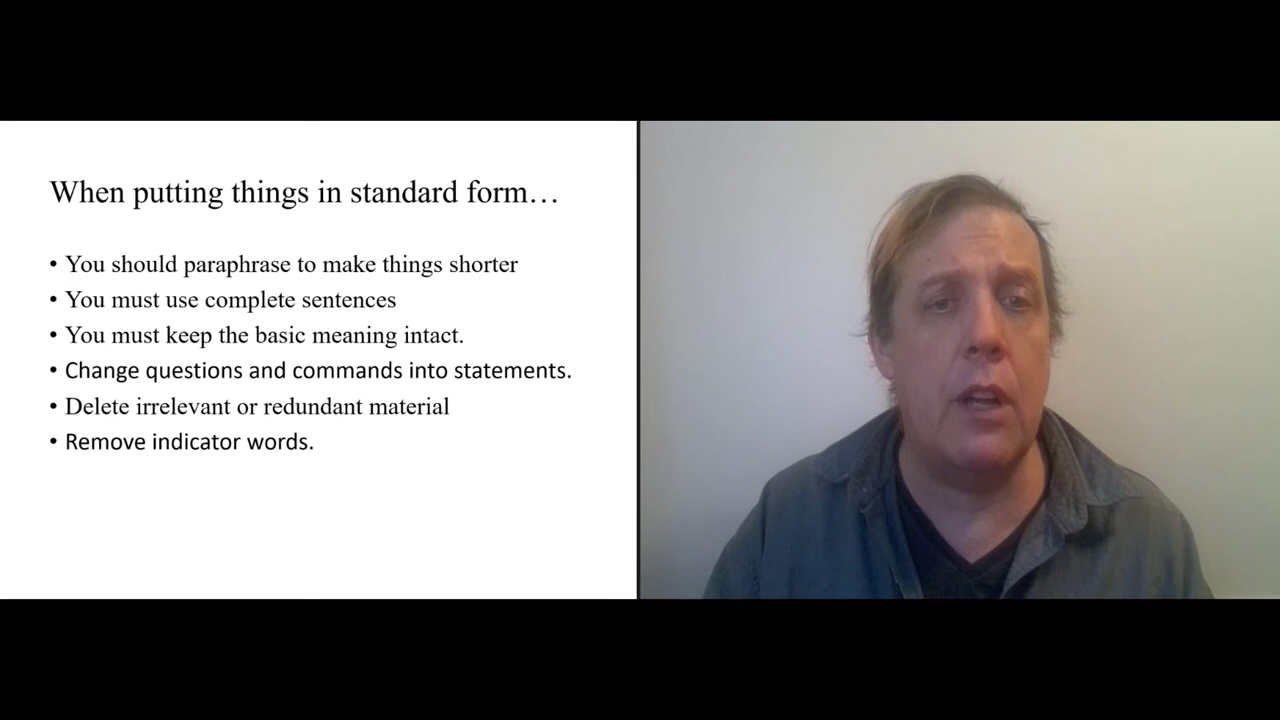 When putting things in standard form…
• You should paraphrase to make things shorter
• You must use complete sentences
• You must keep the basic meaning intact.
• Change questions and commands into statements.
• Delete irrelevant or redundant material
• Remove indicator words.